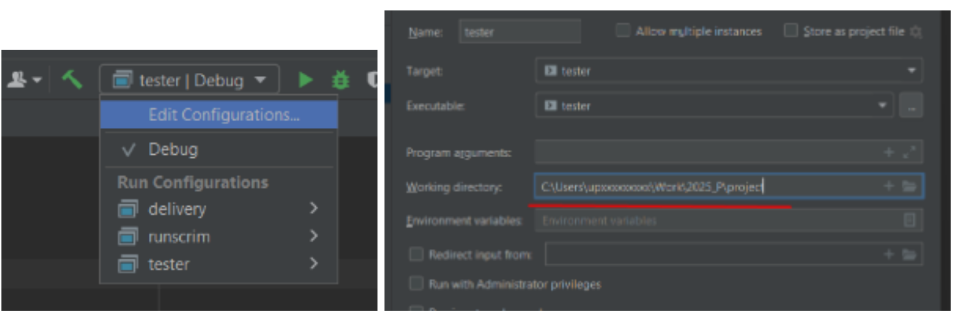 tester | Debug
Edit Configurations...
Debug
Run Configurations
delivery
runscrim
tester
Name: tester Allow multiple instances Store as project file
Target: tester
Executable: tester
Program arguments:
Working directory: C:\Users\upxxxxxxxx\Work\2025_P\project
Environment variables: Environment variables
Redirect input from:
Run with Administrator privileges